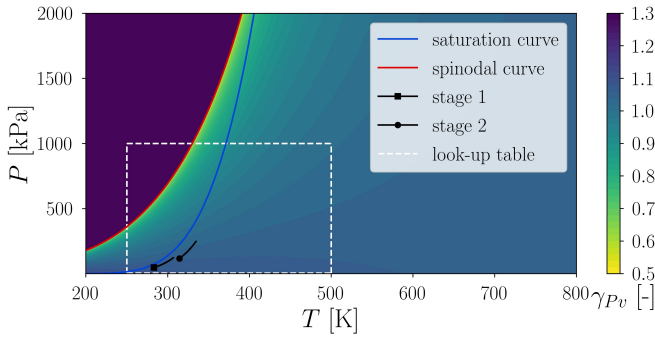 2000
1500
1000
500
P [kPa]
saturation curve
spinodal curve
stage 1
stage 2
look-up table
200 300 400 500 600 700 800
T [K]
1.3
1.2
1.1
1.0
0.9
0.8
0.7
0.6
0.5
γPv [-]